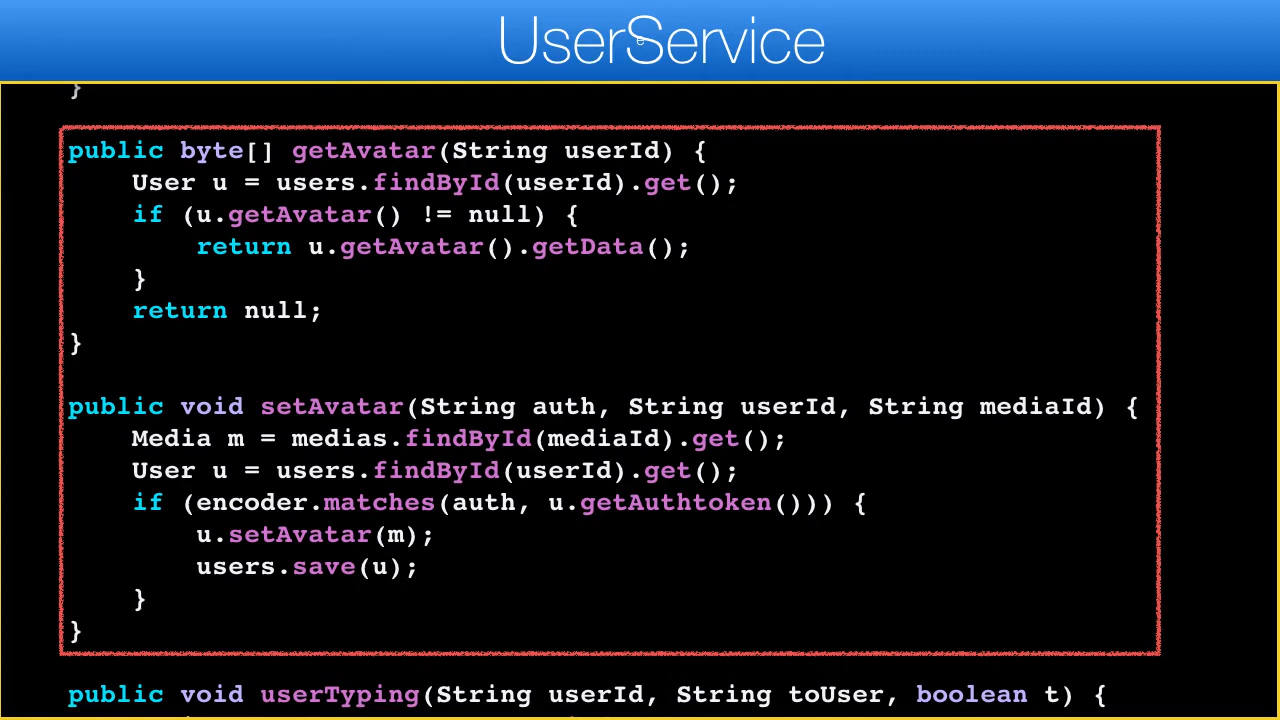 UserService
e
}
public byte[] getAvatar(String userId) {
    User u = users.findById(userId).get();
    if (u.getAvatar() != null) {
        return u.getAvatar().getData();
    }
    return null;
}
public void setAvatar(String auth, String userId, String mediaId) {
    Media m = medias.findById(mediaId).get();
    User u = users.findById(userId).get();
    if (encoder.matches(auth, u.getAuthtoken())) {
        u.setAvatar(m);
        users.save(u);
    }
}
public void userTyping(String userId, String toUser, boolean t) {